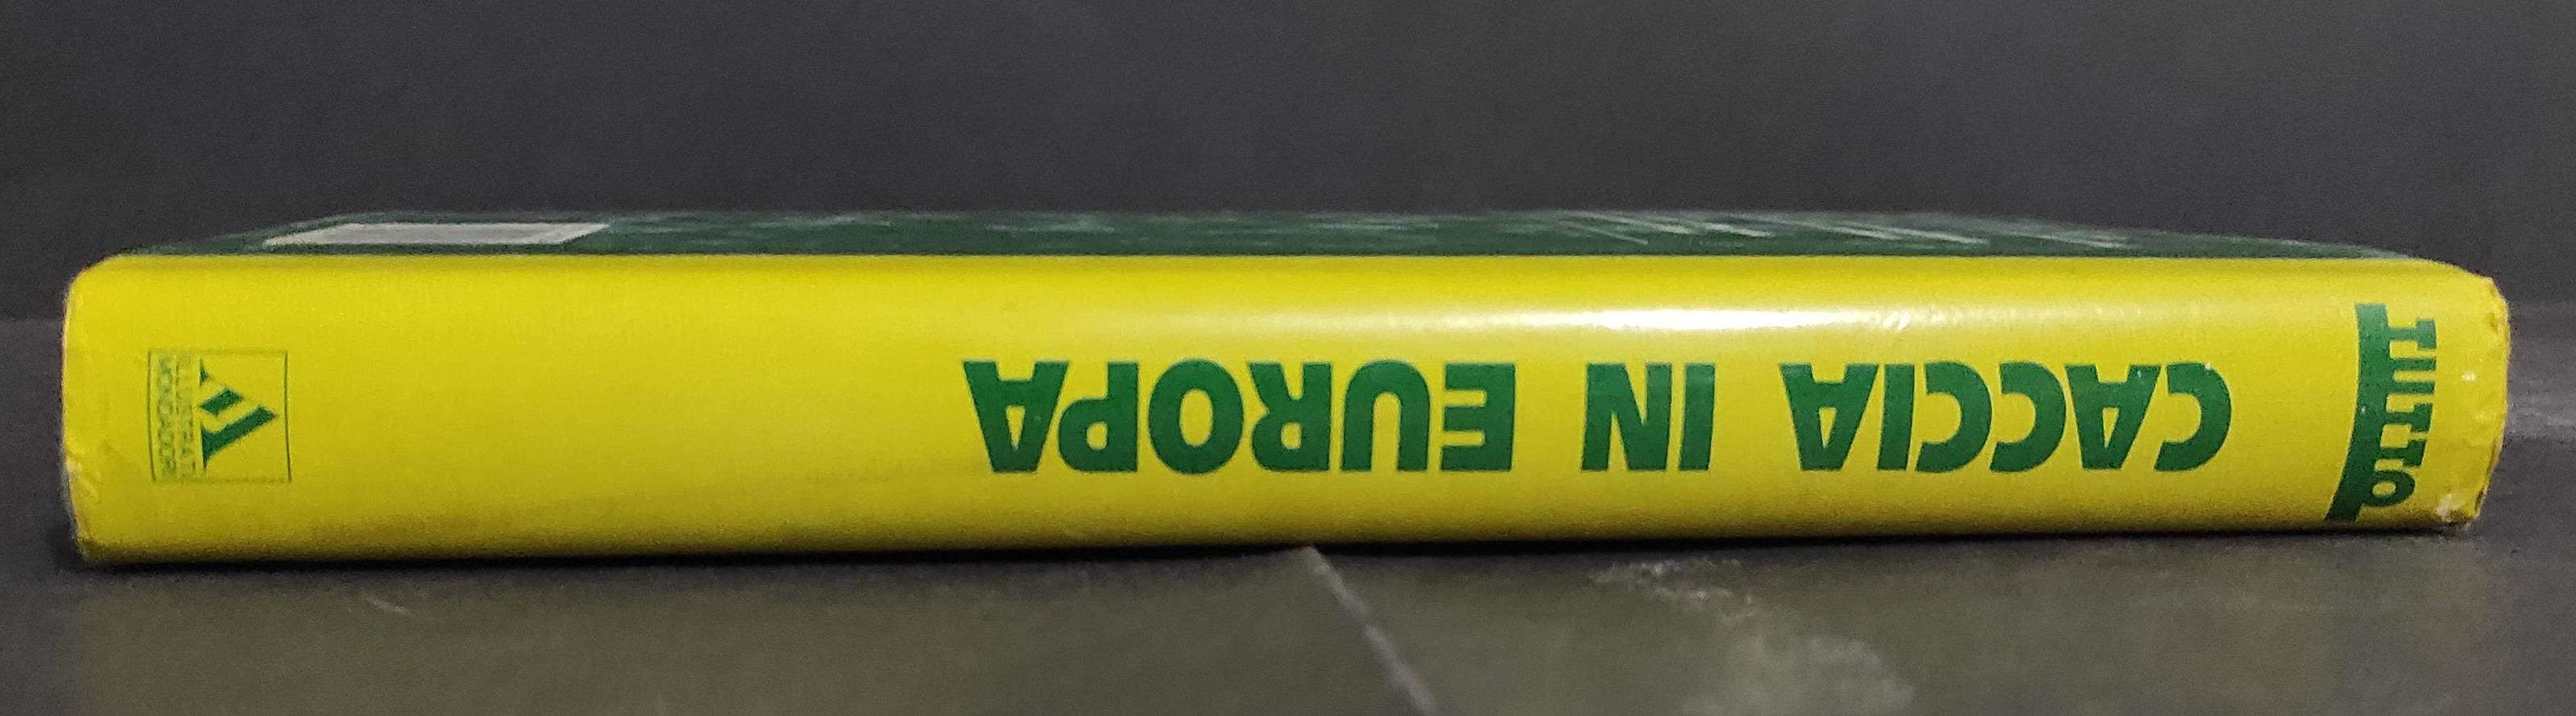 TUTTO
CACCIA IN EUROPA
ILLUSTRATI
MONDADORI